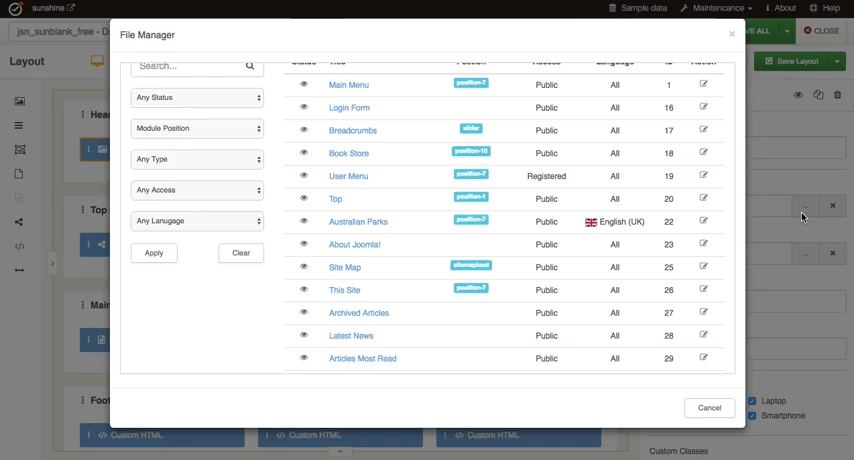 sunshine
Sample data
Maintencance
About
Help
jsn_sunblank_free - D
VE ALL
CLOSE
Layout
Save Layout
File Manager
×
Search...
Any Status
Module Position
Any Type
Any Access
Any Lanugage
Apply
Clear
Status Title Position Access Language ID Action
Main Menu position-7 Public All 1
Login Form Public All 16
Breadcrumbs slider Public All 17
Book Store position-10 Public All 18
User Menu position-7 Registered All 19
Top position-1 Public All 20
Australian Parks position-7 Public English (UK) 22
About Joomla! Public All 23
Site Map sitemapload Public All 25
This Site position-7 Public All 26
Archived Articles Public All 27
Latest News Public All 28
Articles Most Read Public All 29
Cancel
Head
Top
Main
Foot
Custom HTML
Custom HTML
Custom HTML
...
...
Laptop
Smartphone
Custom Classes